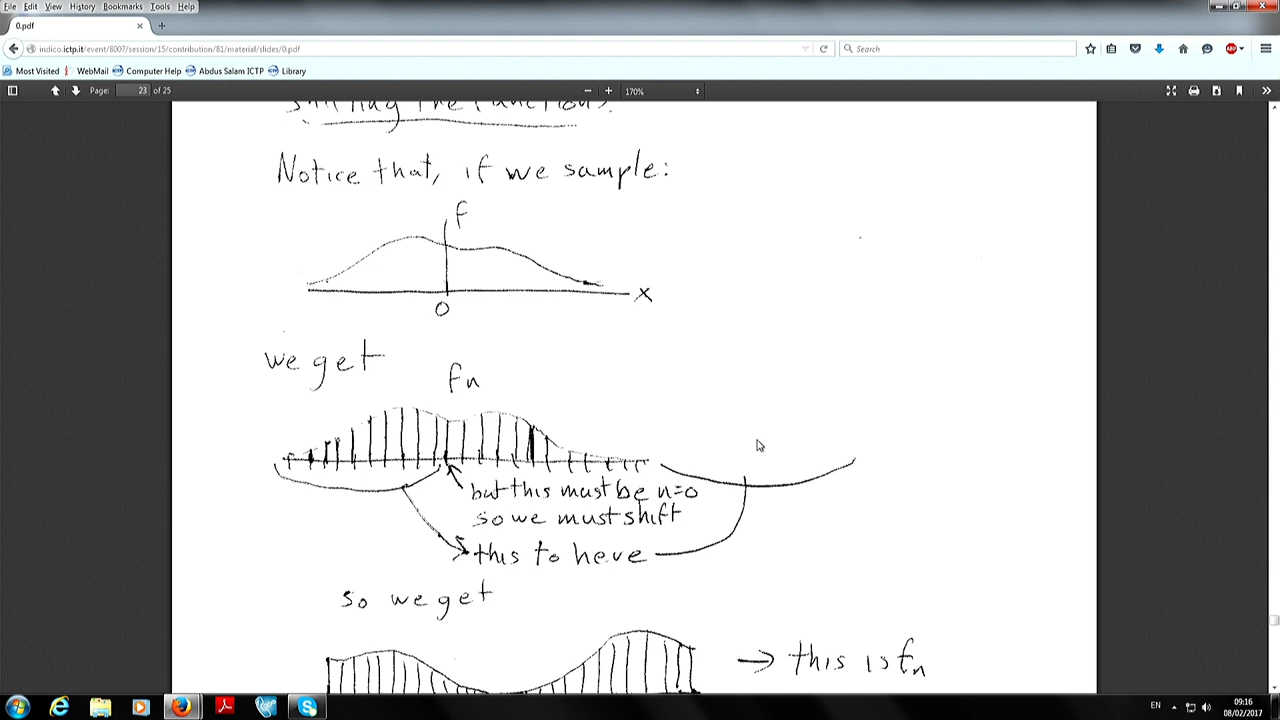 File Edit View History Bookmarks Tools Help
0.pdf
indico.ictp.it/event/8007/session/15/contribution/81/material/slides/0.pdf
Search
Most Visited WebMail Computer Help Abdus Salam ICTP Library
Page: 23 of 25
170%
the function:
Notice that, if we sample:
f
x
0
we get
fn
but this must be n=0
so we must shift
this to here
so we get
→ this is fn
EN
09:16
08/02/2017